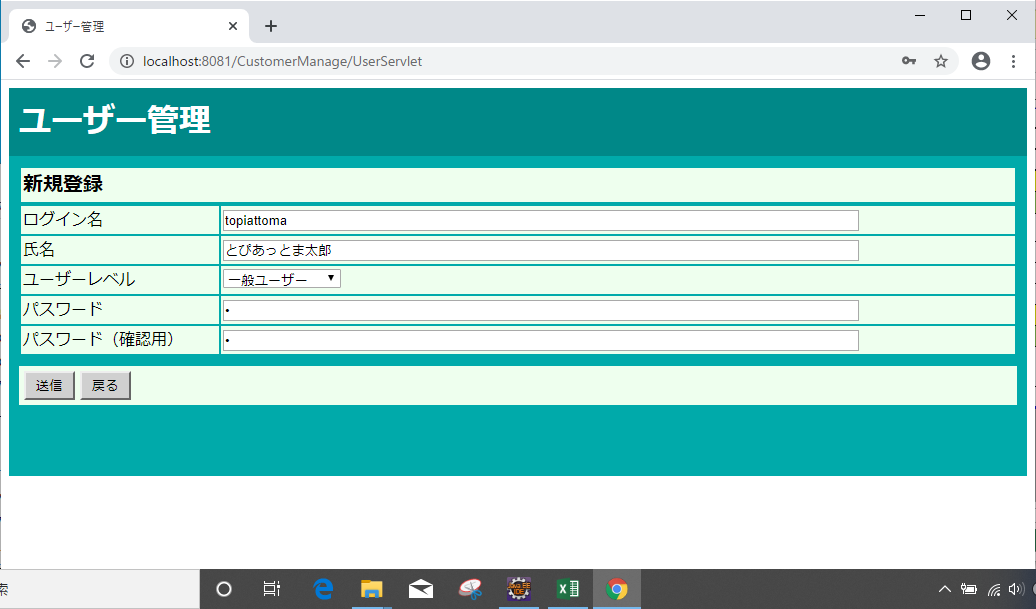 ユーザー管理
localhost:8081/CustomerManage/UserServlet
ユーザー管理
新規登録
ログイン名 topiattoma
氏名 とぴあっとま太郎
ユーザーレベル 一般ユーザー
パスワード •
パスワード（確認用） •
送信 戻る
索